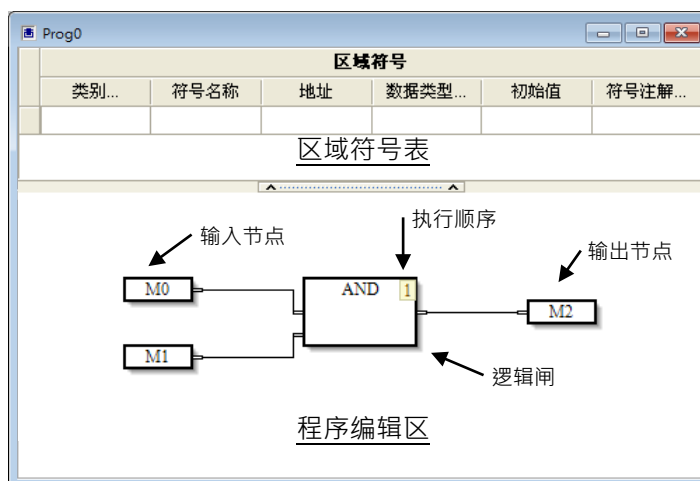 Prog0
区域符号
类别... 符号名称 地址 数据类型... 初始值 符号注解...
区域符号表
执行顺序
输入节点
输出节点
M0 AND 1
M2
M1
逻辑闸
程序编辑区